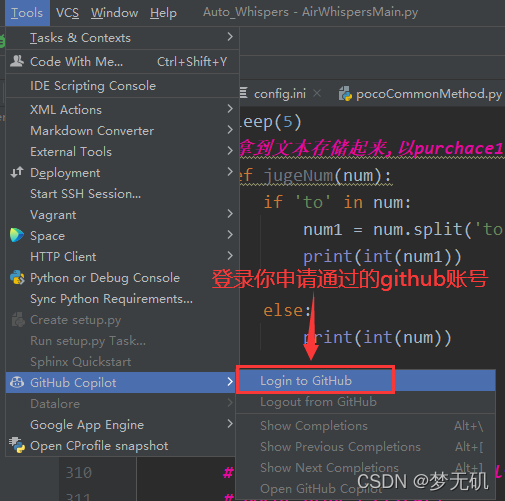 Tools VCS Window Help Auto_Whispers - AirWhispersMain.py
Tasks & Contexts
Code With Me... Ctrl+Shift+Y
IDE Scripting Console
config.ini pocoCommonMethod.py
XML Actions
leep(5)
Markdown Converter
拿到文本存储起来,以purchace1
External Tools
Deployment
ef jugeNum(num):
Start SSH Session...
if 'to' in num:
Vagrant
num1 = num.split('to
Space
HTTP Client
print(int(num1))
Python or Debug Console
登录你申请通过的github账号
Sync Python Requirements...
Create setup.py
else:
Run setup.py Task...
print(int(num))
Sphinx Quickstart
GitHub Copilot
Login to GitHub
Datalore
Logout from GitHub
Google App Engine
Show Completions Alt+\
Open CProfile snapshot
Show Previous Completions Alt+[
310 #
Show Next Completions Alt+]
311
Open GitHub Copilot
CSDN @梦无矶